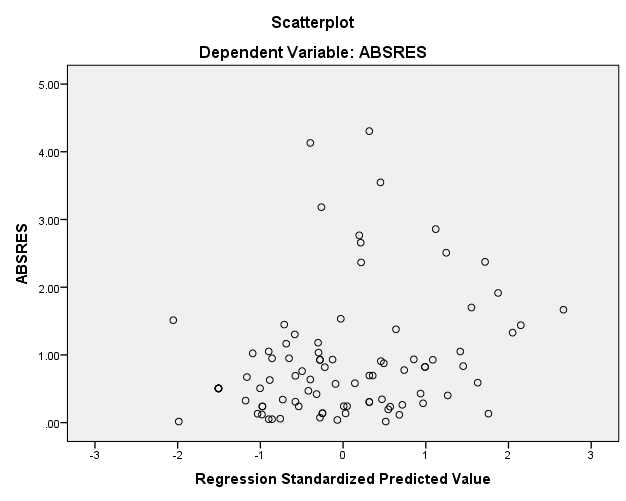 Scatterplot
Dependent Variable: ABSRES
5.00
4.00
3.00
2.00
1.00
.00
ABSRES
-3 -2 -1 0 1 2 3
Regression Standardized Predicted Value